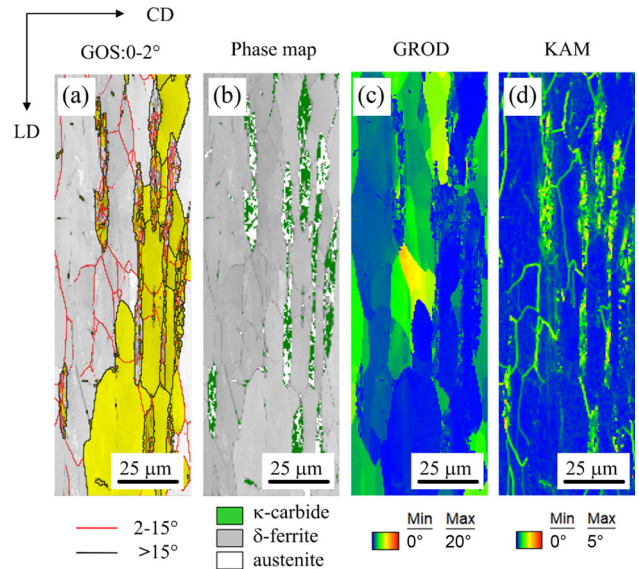 CD
LD
GOS:0-2°
Phase map
GROD
KAM
(a)
(b)
(c)
(d)
25 μm
25 μm
25 μm
25 μm
2-15°
>15°
κ-carbide
δ-ferrite
austenite
Min Max
0° 20°
Min Max
0° 5°